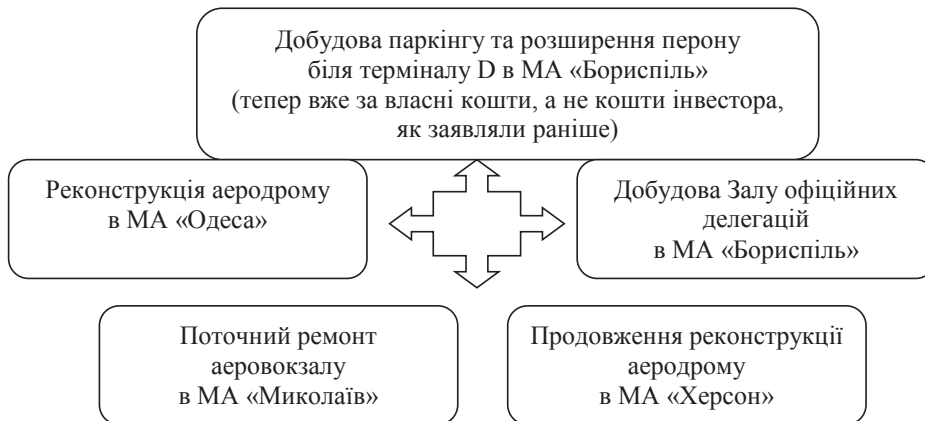 Добудова паркінгу та розширення перону
біля терміналу D в МА «Бориспіль»
(тепер вже за власні кошти, а не кошти інвестора,
як заявляли раніше)
Реконструкція аеродрому
в МА «Одеса»
Добудова Залу офіційних
делегацій
в МА «Бориспіль»
Поточний ремонт
аеровокзалу
в МА «Миколаїв»
Продовження реконструкції
аеродрому
в МА «Херсон»